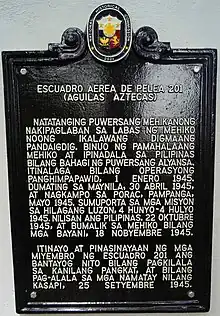 ESCUADRO AEREA DE PELEA 201
(AGUILAS AZTECAS)
NATATANGING PUWERSANG MEHIKANONG
NAKIPAGLABAN SA LABAS NG MEHIKO
NOONG IKALAWANG DIGMAANG
PANDAIGDIG. BINUO NG PAMAHALAANG
MEHIKO AT IPINADALA SA PILIPINAS
BILANG BAHAGI NG PUWERSANG ALYANSA.
ITINALAGA BILANG OPERASYONG
PANGHIMPAPAWID, 1 ENERO 1945.
DUMATING SA MAYNILA, 30 ABRIL 1945,
AT NAGKAMPO SA PORAC, PAMPANGA,
MAYO 1945. SUMUPORTA SA MGA MISYON
SA HILAGANG LUZON, 4 HUNYO–4 HULYO
1945. NILISAN ANG PILIPINAS, 22 OKTUBRE
1945, AT BUMALIK SA MEHIKO BILANG
MGA BAYANI, 18 NOBYEMBRE 1945.
ITINAYO AT PINASINAYAAN NG MGA
MIYEMBRO NG ESCUADRO 201 ANG
BANTAYOG NITO BILANG PAGKILALA
SA KANILANG PANGKAT, AT BILANG
PAG-ALALA SA MGA NAMATAY NILANG
KASAPI, 25 SETYEMBRE 1945.